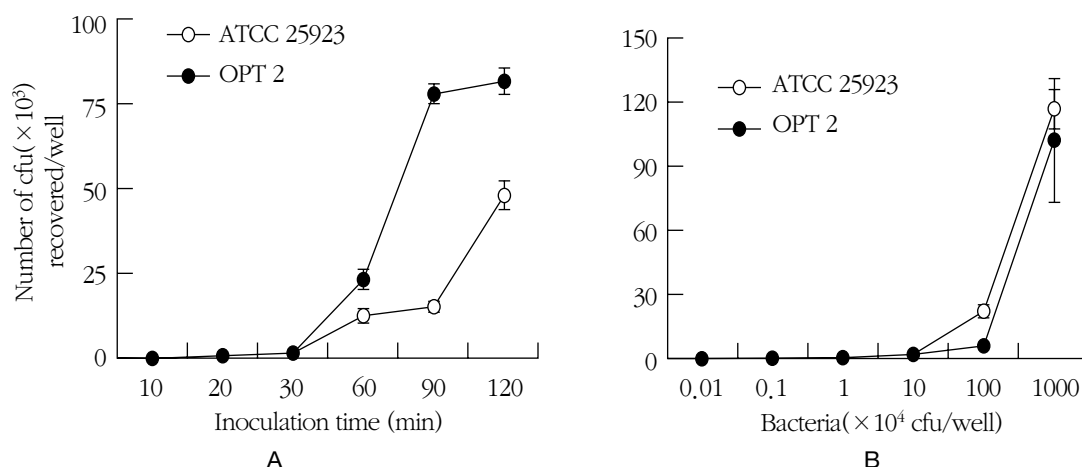 Number of cfu(×10³)
recovered/well
100
75
50
25
0
ATCC 25923
OPT 2
10 20 30 60 90 120
Inoculation time (min)
A
150
120
90
60
30
0
ATCC 25923
OPT 2
0.01 0.1 1 10 100 1000
Bacteria(×10⁴ cfu/well)
B